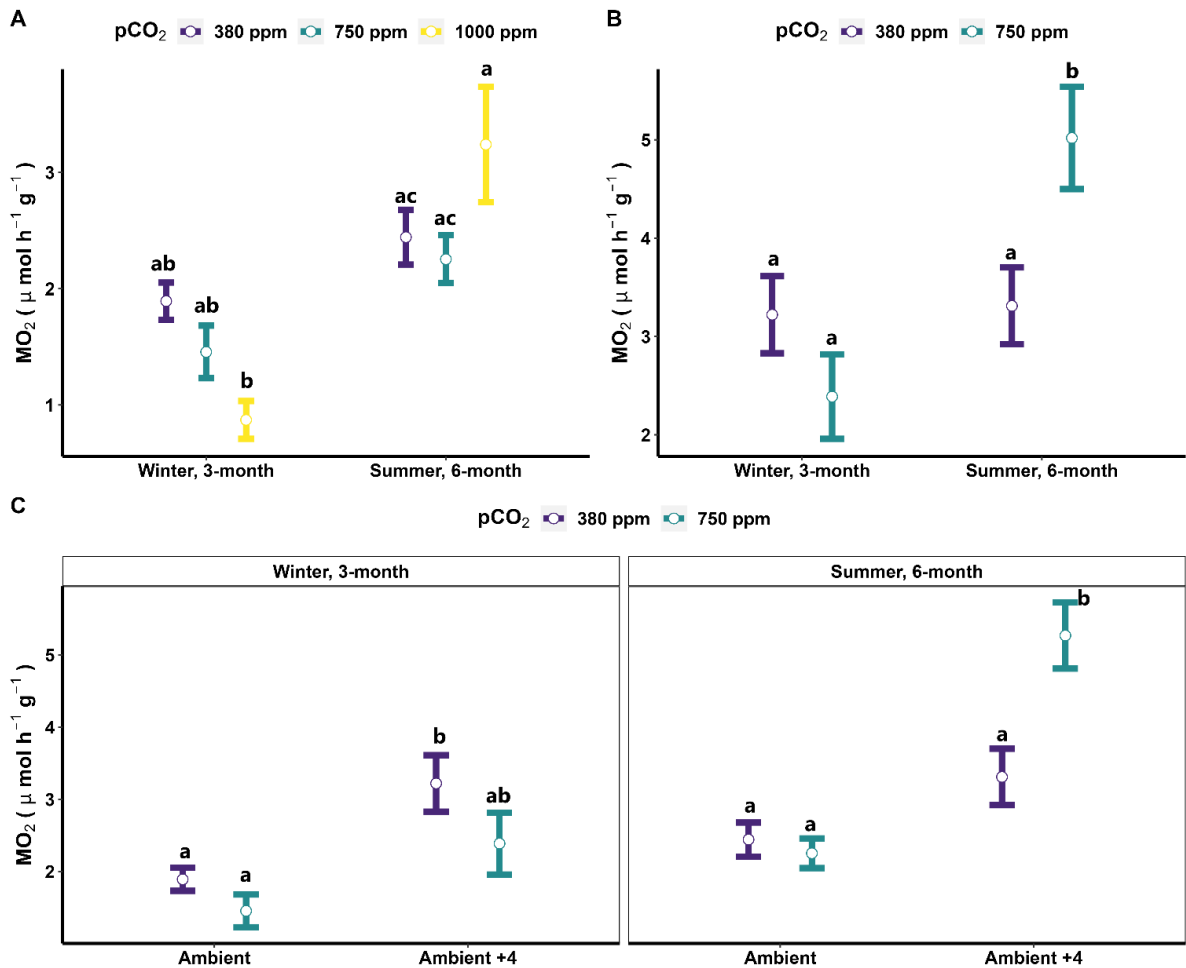 A
pCO₂ 380 ppm 750 ppm 1000 ppm
MO₂ ( μ mol h⁻¹ g⁻¹ )
3
2
1
ab
ab
b
ac
ac
a
Winter, 3-month Summer, 6-month
B
pCO₂ 380 ppm 750 ppm
MO₂ ( μ mol h⁻¹ g⁻¹ )
5
4
3
2
a
a
a
b
Winter, 3-month Summer, 6-month
C
pCO₂ 380 ppm 750 ppm
Winter, 3-month Summer, 6-month
MO₂ ( μ mol h⁻¹ g⁻¹ )
5
4
3
2
a
a
b
ab
a
a
a
b
Ambient Ambient +4 Ambient Ambient +4